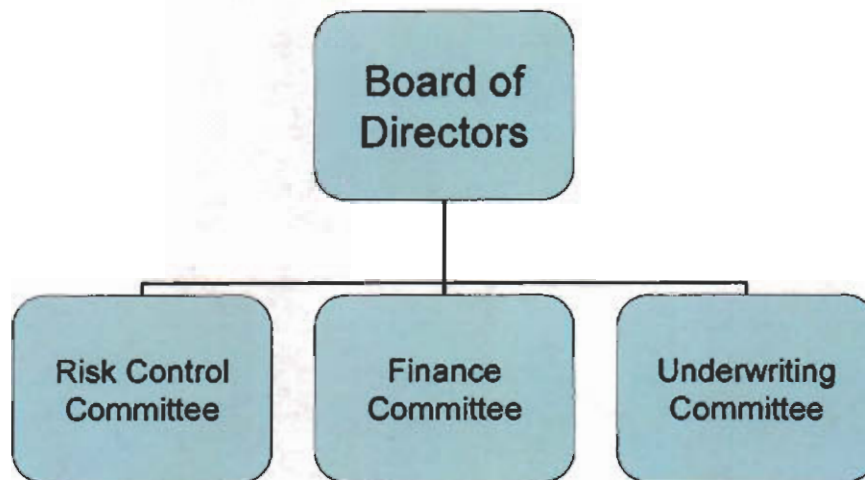 Board of
Directors
Risk Control
Committee
Finance
Committee
Underwriting
Committee